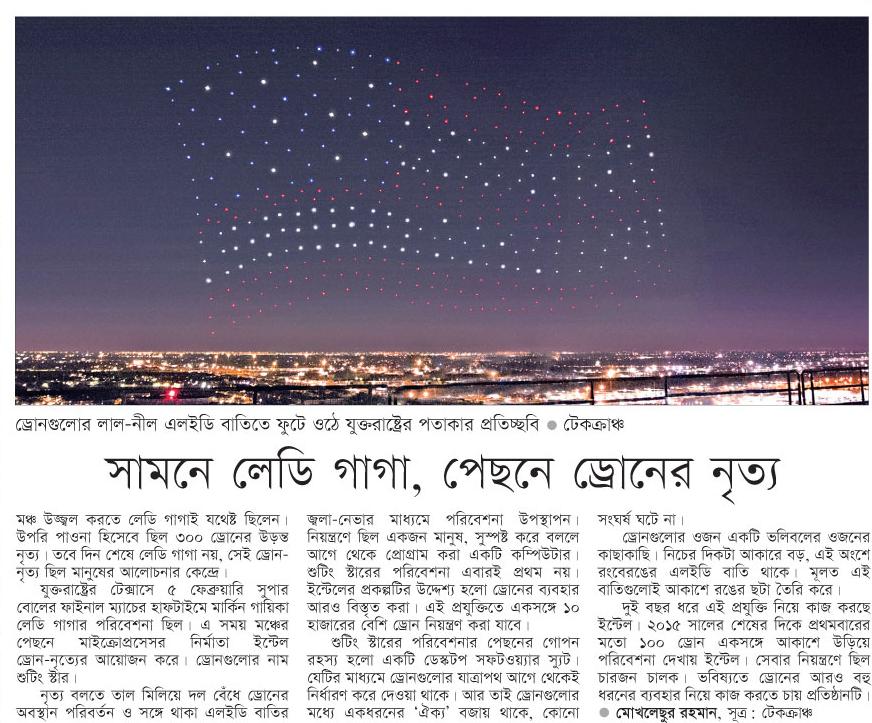 ড্রোনগুলোর লাল-নীল এলইডি বাতিতে ফুটে ওঠে যুক্তরাষ্ট্রের পতাকার প্রতিচ্ছবি ● টেকক্রাঞ্চ
সামনে লেডি গাগা, পেছনে ড্রোনের নৃত্য
মঞ্চ উজ্জ্বল করতে লেডি গাগাই যথেষ্ট ছিলেন।
উপরি পাওনা হিসেবে ছিল ৩০০ ড্রোনের উড়ন্ত
নৃত্য। তবে দিন শেষে লেডি গাগা নয়, সেই ড্রোন-
নৃত্য ছিল মানুষের আলোচনার কেন্দ্রে।
যুক্তরাষ্ট্রের টেক্সাসে ৫ ফেব্রুয়ারি সুপার
বোলের ফাইনাল ম্যাচের হাফটাইমে মার্কিন গায়িকা
লেডি গাগার পরিবেশনা ছিল। এ সময় মঞ্চের
পেছনে মাইক্রোপ্রসেসর নির্মাতা ইন্টেল
ড্রোন-নৃত্যের আয়োজন করে। ড্রোনগুলোর নাম
শুটিং স্টার।
নৃত্য বলতে তাল মিলিয়ে দল বেঁধে ড্রোনের
অবস্থান পরিবর্তন ও সঙ্গে থাকা এলইডি বাতির
জ্বলা-নেভার মাধ্যমে পরিবেশনা উপস্থাপন।
নিয়ন্ত্রণে ছিল একজন মানুষ, সুস্পষ্ট করে বললে
আগে থেকে প্রোগ্রাম করা একটি কম্পিউটার।
শুটিং স্টারের পরিবেশনা এবারই প্রথম নয়।
ইন্টেলের প্রকল্পটির উদ্দেশ্য হলো ড্রোনের ব্যবহার
আরও বিস্তৃত করা। এই প্রযুক্তিতে একসঙ্গে ১০
হাজারের বেশি ড্রোন নিয়ন্ত্রণ করা যাবে।
শুটিং স্টারের পরিবেশনার পেছনের গোপন
রহস্য হলো একটি ডেস্কটপ সফটওয়্যার স্যুট।
যেটির মাধ্যমে ড্রোনগুলোর যাত্রাপথ আগে থেকেই
নির্ধারণ করে দেওয়া থাকে। আর তাই ড্রোনগুলোর
মধ্যে একধরনের ‘ঐক্য’ বজায় থাকে, কোনো
সংঘর্ষ ঘটে না।
ড্রোনগুলোর ওজন একটি ভলিবলের ওজনের
কাছাকাছি। নিচের দিকটা আকারে বড়, এই অংশে
রংবেরঙের এলইডি বাতি থাকে। মূলত এই
বাতিগুলোই আকাশে রঙের ছটা তৈরি করে।
দুই বছর ধরে এই প্রযুক্তি নিয়ে কাজ করছে
ইন্টেল। ২০১৫ সালের শেষের দিকে প্রথমবারের
মতো ১০০ ড্রোন একসঙ্গে আকাশে উড়িয়ে
পরিবেশনা দেখায় ইন্টেল। সেবার নিয়ন্ত্রণে ছিল
চারজন চালক। ভবিষ্যতে ড্রোনের আরও বহু
ধরনের ব্যবহার নিয়ে কাজ করতে চায় প্রতিষ্ঠানটি।
● মোখলেছুর রহমান, সূত্র : টেকক্রাঞ্চ